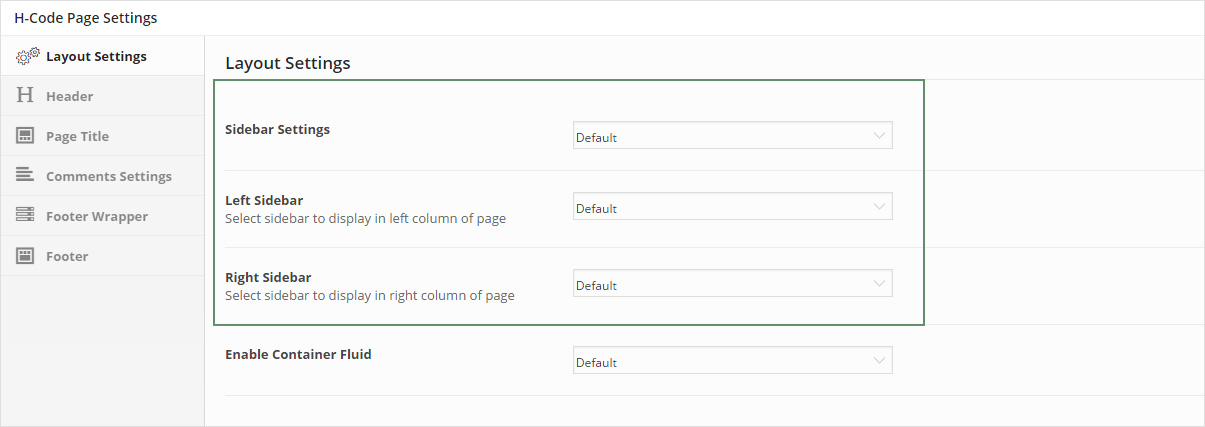 H-Code Page Settings
Layout Settings
Header
Page Title
Comments Settings
Footer Wrapper
Footer
Layout Settings
Sidebar Settings
Default
Left Sidebar
Select sidebar to display in left column of page
Default
Right Sidebar
Select sidebar to display in right column of page
Default
Enable Container Fluid
Default